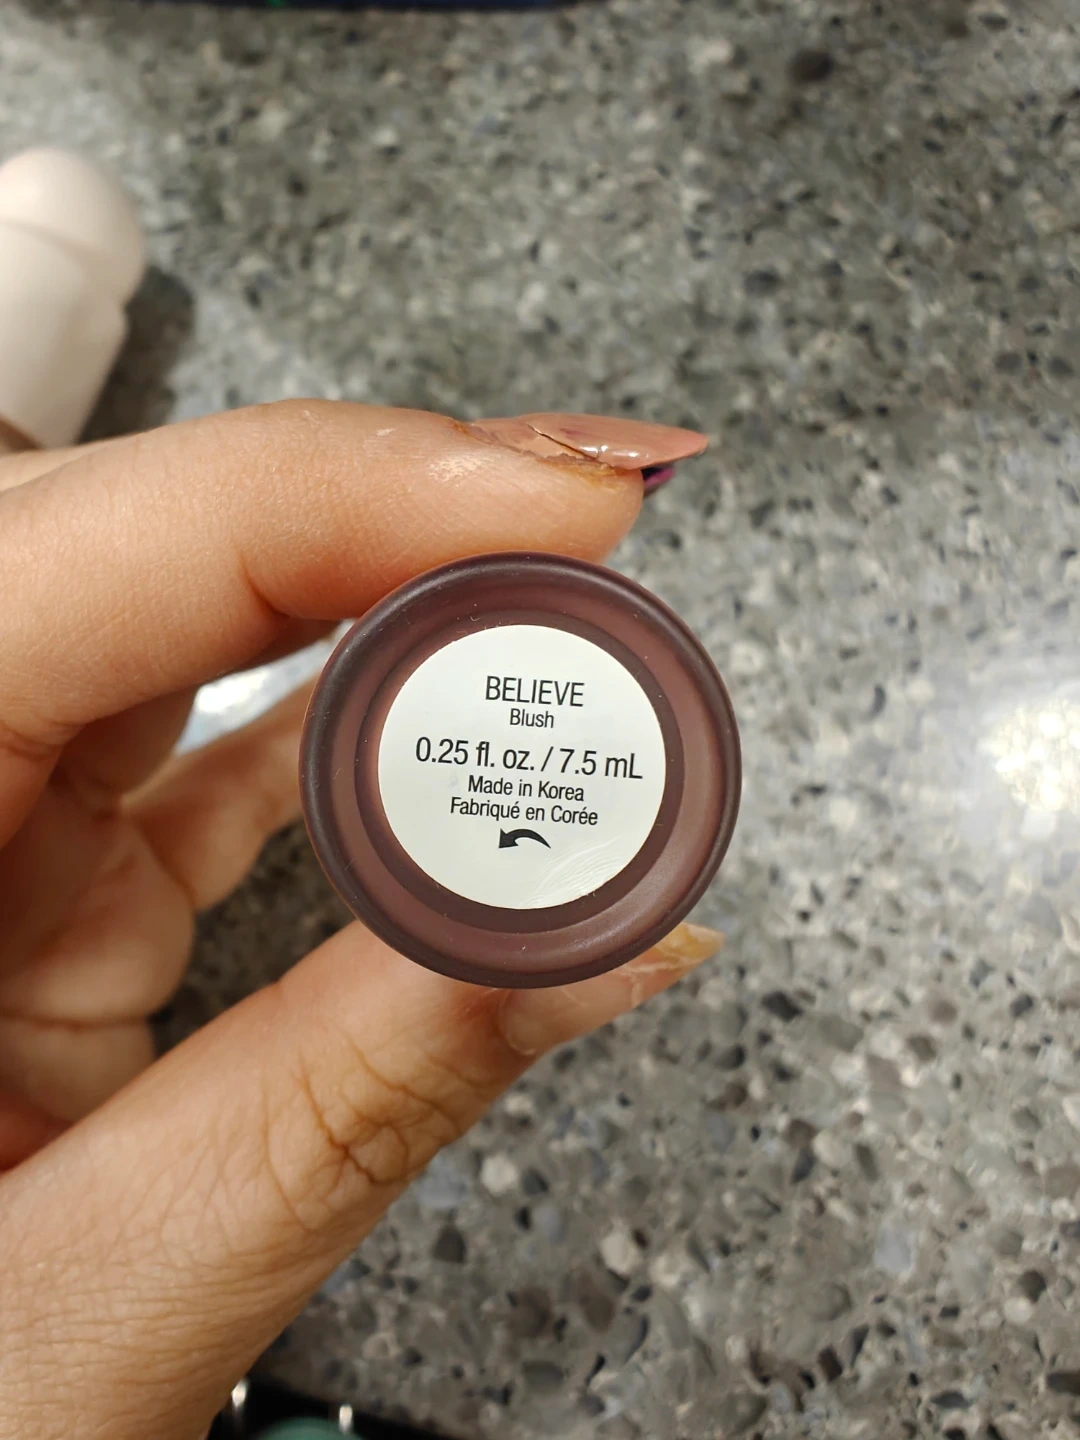 BELIEVE
Blush
0.25 fl. oz. / 7.5 mL
Made in Korea
Fabriqué en Corée